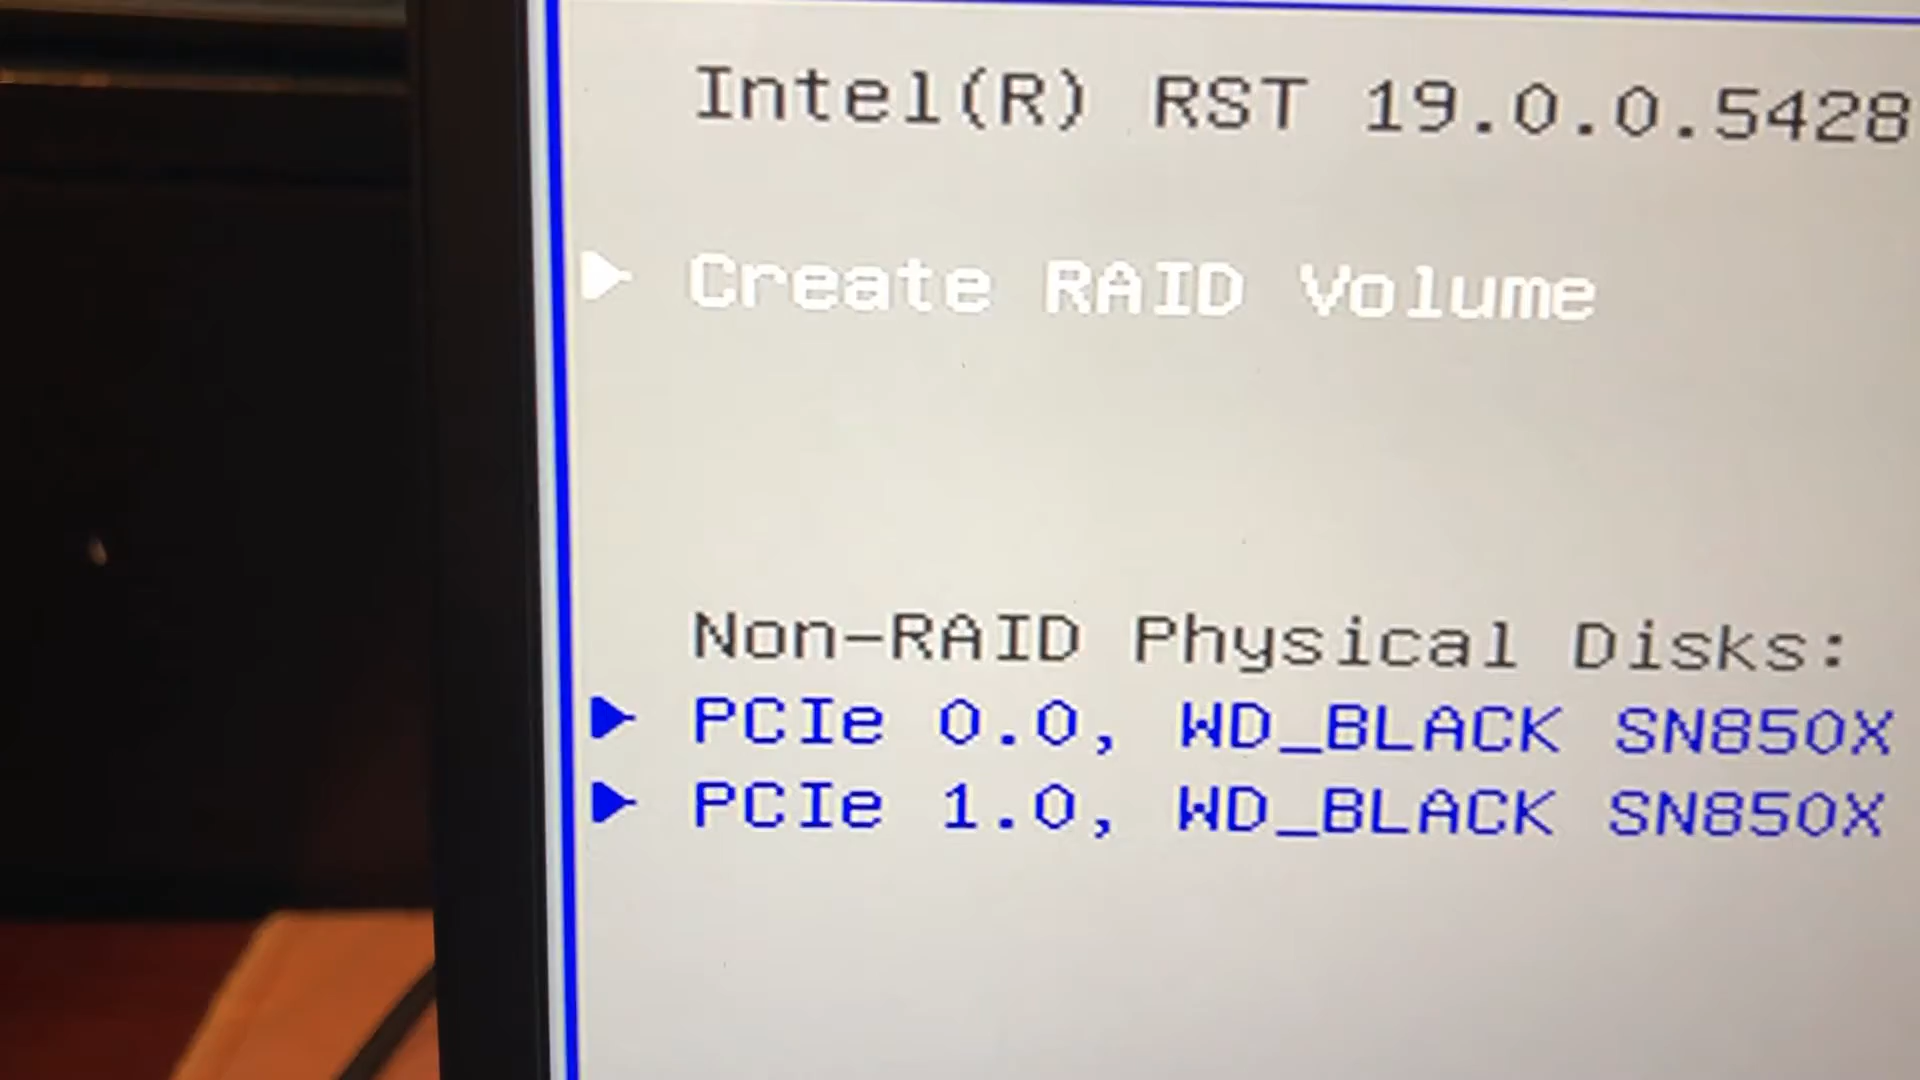 Intel(R) RST 19.0.0.5428
Create RAID Volume
Non-RAID Physical Disks:
PCIe 0.0, WD_BLACK SN850X
PCIe 1.0, WD_BLACK SN850X